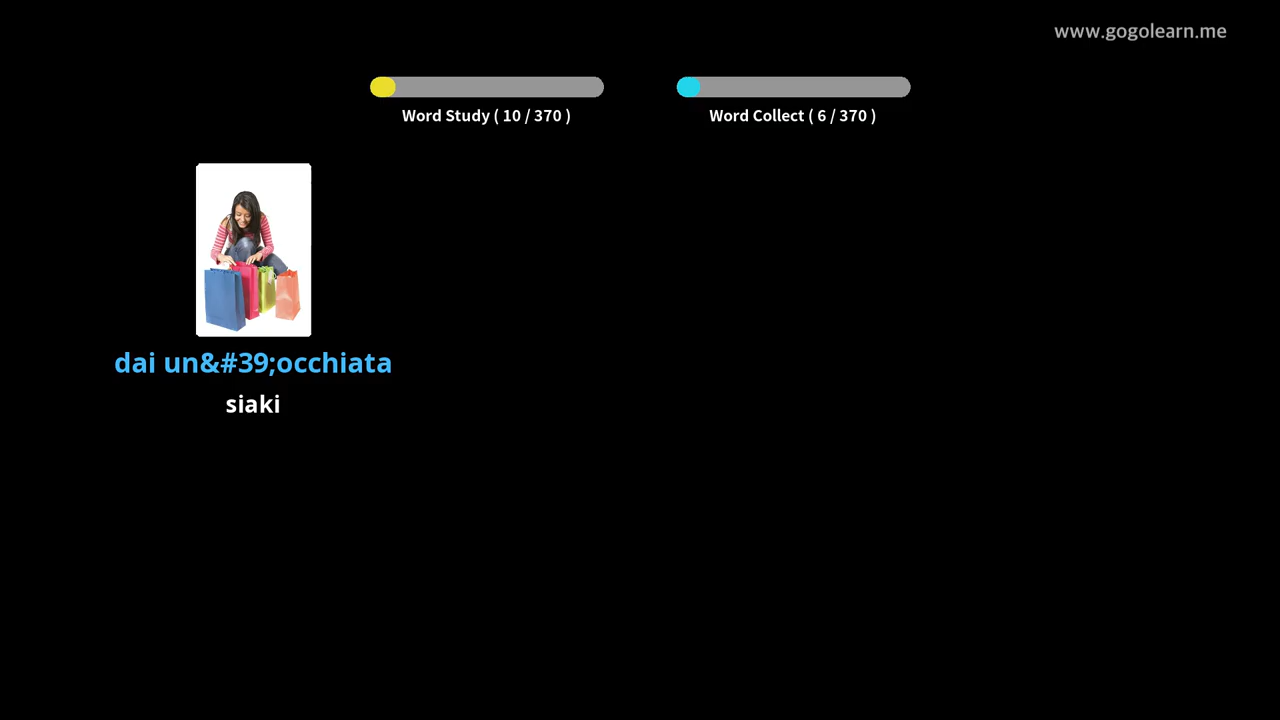 www.gogolearn.me
Word Study ( 10 / 370 )
Word Collect ( 6 / 370 )
dai un&#39;occhiata
siaki